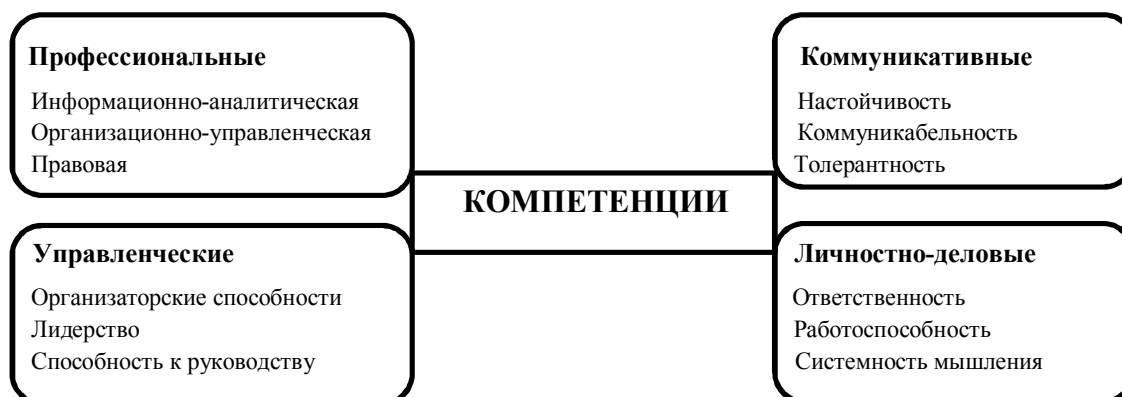 Профессиональные
Информационно-аналитическая
Организационно-управленческая
Правовая
Коммуникативные
Настойчивость
Коммуникабельность
Толерантность
КОМПЕТЕНЦИИ
Управленческие
Организаторские способности
Лидерство
Способность к руководству
Личностно-деловые
Ответственность
Работоспособность
Системность мышления